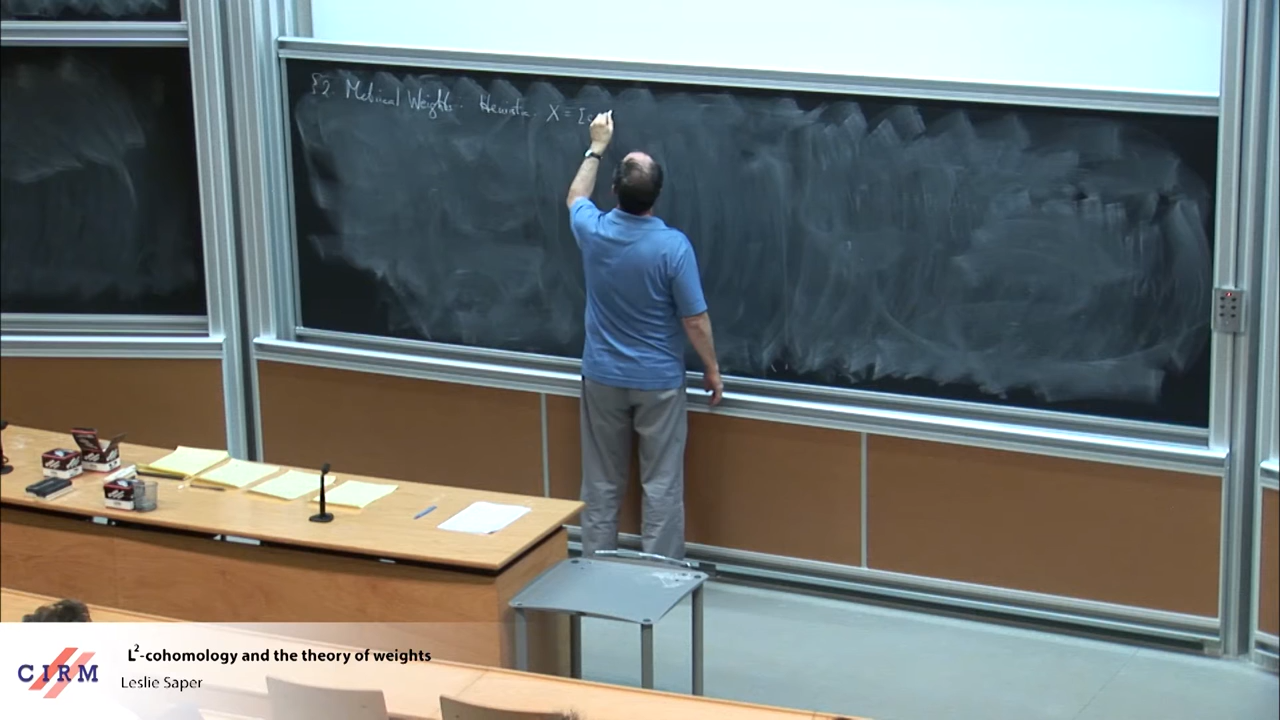 §2. Metrical Weights. Heuristic. X = [
CIRM
L²-cohomology and the theory of weights
Leslie Saper